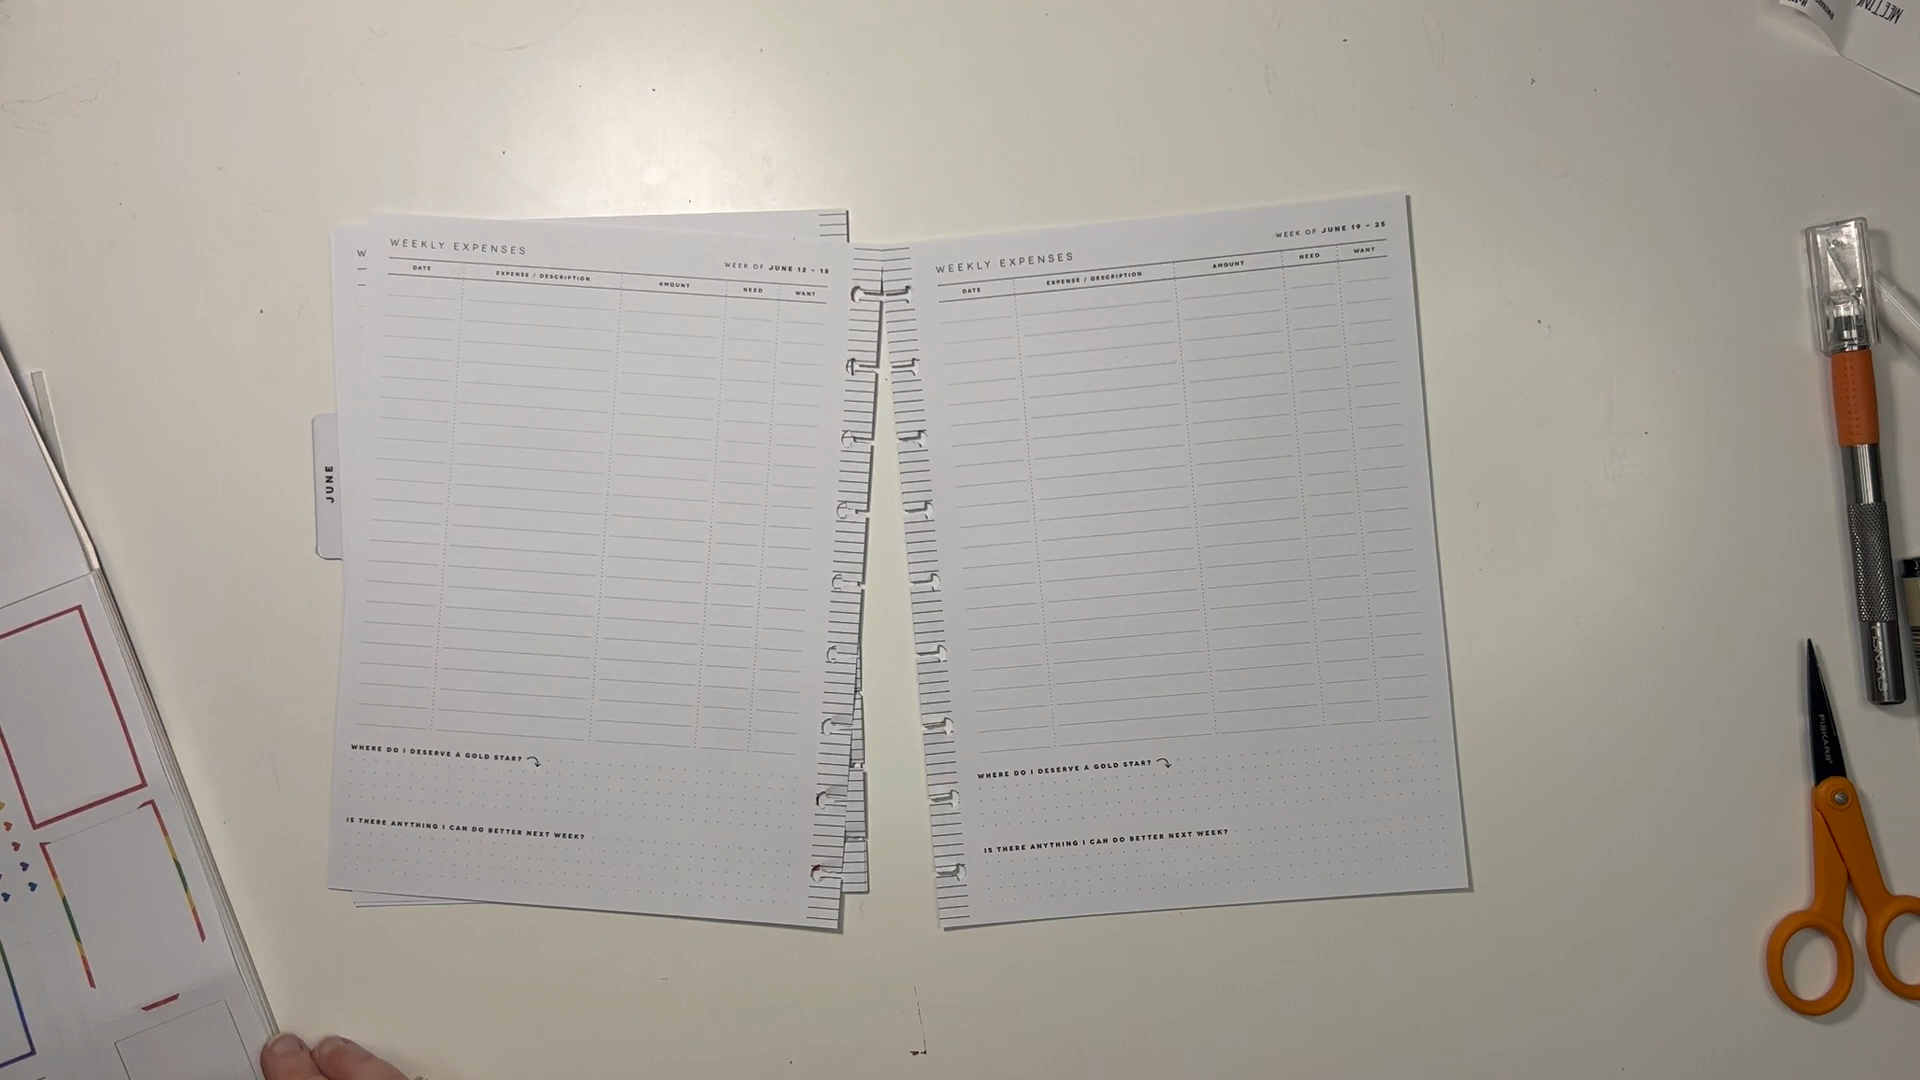 MEETIN
WEEKLY EXPENSES
WEEK OF JUNE 12 - 18
DATE EXPENSE / DESCRIPTION AMOUNT NEED WANT
JUNE
WHERE DO I DESERVE A GOLD STAR?
IS THERE ANYTHING I CAN DO BETTER NEXT WEEK?
W
WEEKLY EXPENSES
WEEK OF JUNE 19 - 25
DATE EXPENSE / DESCRIPTION AMOUNT NEED WANT
WHERE DO I DESERVE A GOLD STAR?
IS THERE ANYTHING I CAN DO BETTER NEXT WEEK?
FISKARS
FISKARS